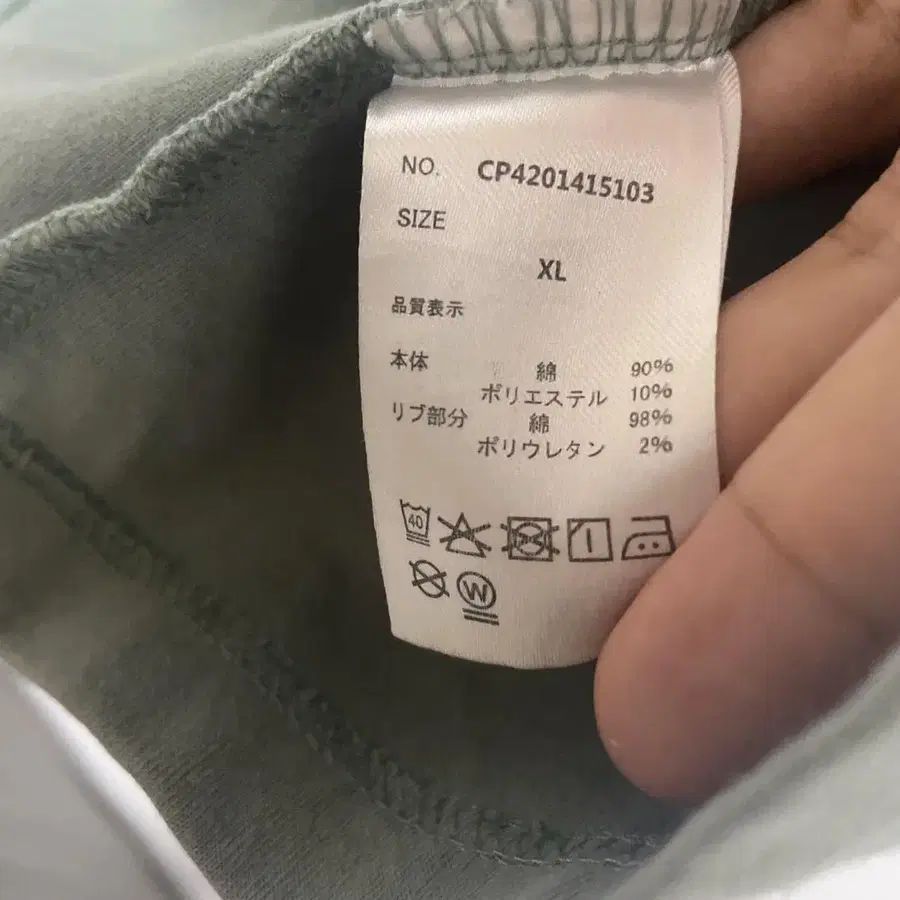 NO. CP4201415103
SIZE
XL
品質表示
本体 綿 90%
ポリエステル 10%
リブ部分 綿 98%
ポリウレタン 2%
40
W